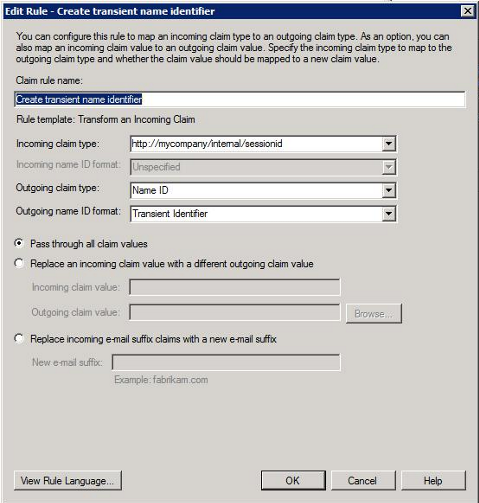 Edit Rule - Create transient name identifier
You can configure this rule to map an incoming claim type to an outgoing claim type. As an option, you can
also map an incoming claim value to an outgoing claim value. Specify the incoming claim type to map to the
outgoing claim type and whether the claim value should be mapped to a new claim value.
Claim rule name:
Create transient name identifier
Rule template: Transform an Incoming Claim
Incoming claim type: http://mycompany/internal/sessionid
Incoming name ID format: Unspecified
Outgoing claim type: Name ID
Outgoing name ID format: Transient Identifier
Pass through all claim values
Replace an incoming claim value with a different outgoing claim value
Incoming claim value:
Outgoing claim value: Browse...
Replace incoming e-mail suffix claims with a new e-mail suffix
New e-mail suffix:
Example: fabrikam.com
View Rule Language... OK Cancel Help